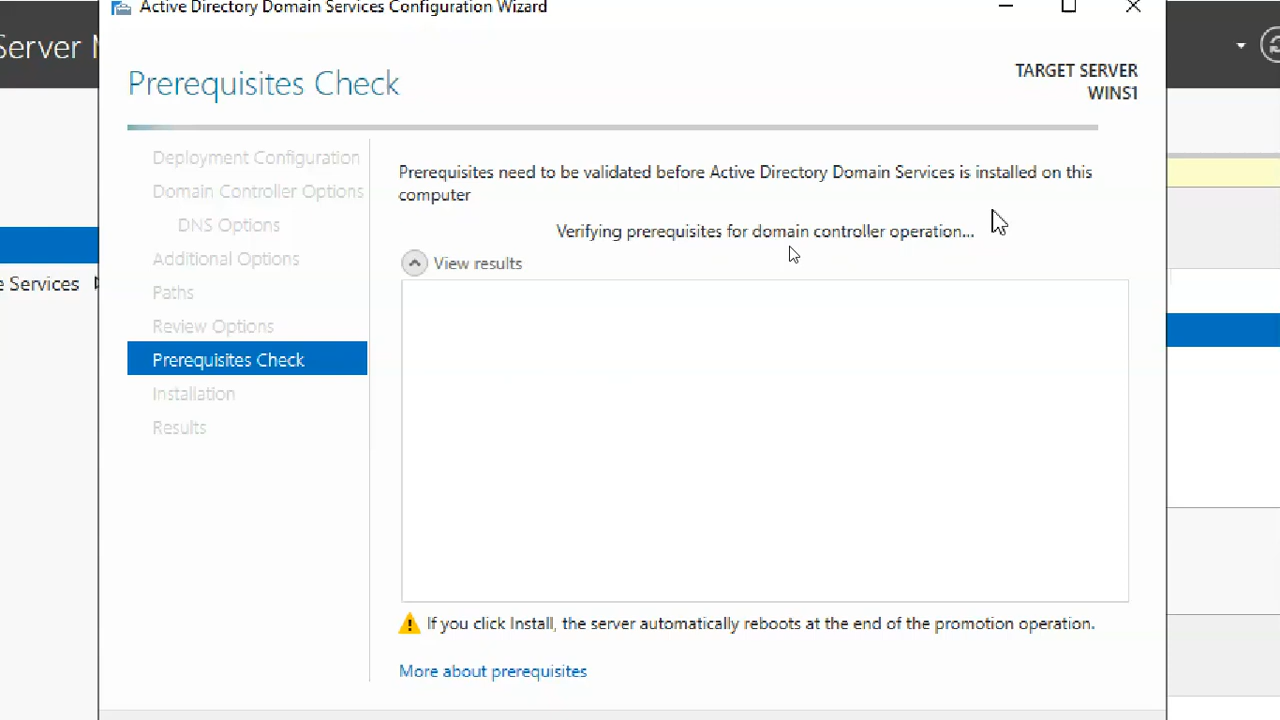 Active Directory Domain Services Configuration Wizard
Server M
Prerequisites Check
TARGET SERVER
WINS1
Deployment Configuration
Domain Controller Options
DNS Options
Additional Options
Paths
Review Options
Prerequisites Check
Installation
Results
e Services
Prerequisites need to be validated before Active Directory Domain Services is installed on this
computer
Verifying prerequisites for domain controller operation...
View results
If you click Install, the server automatically reboots at the end of the promotion operation.
More about prerequisites